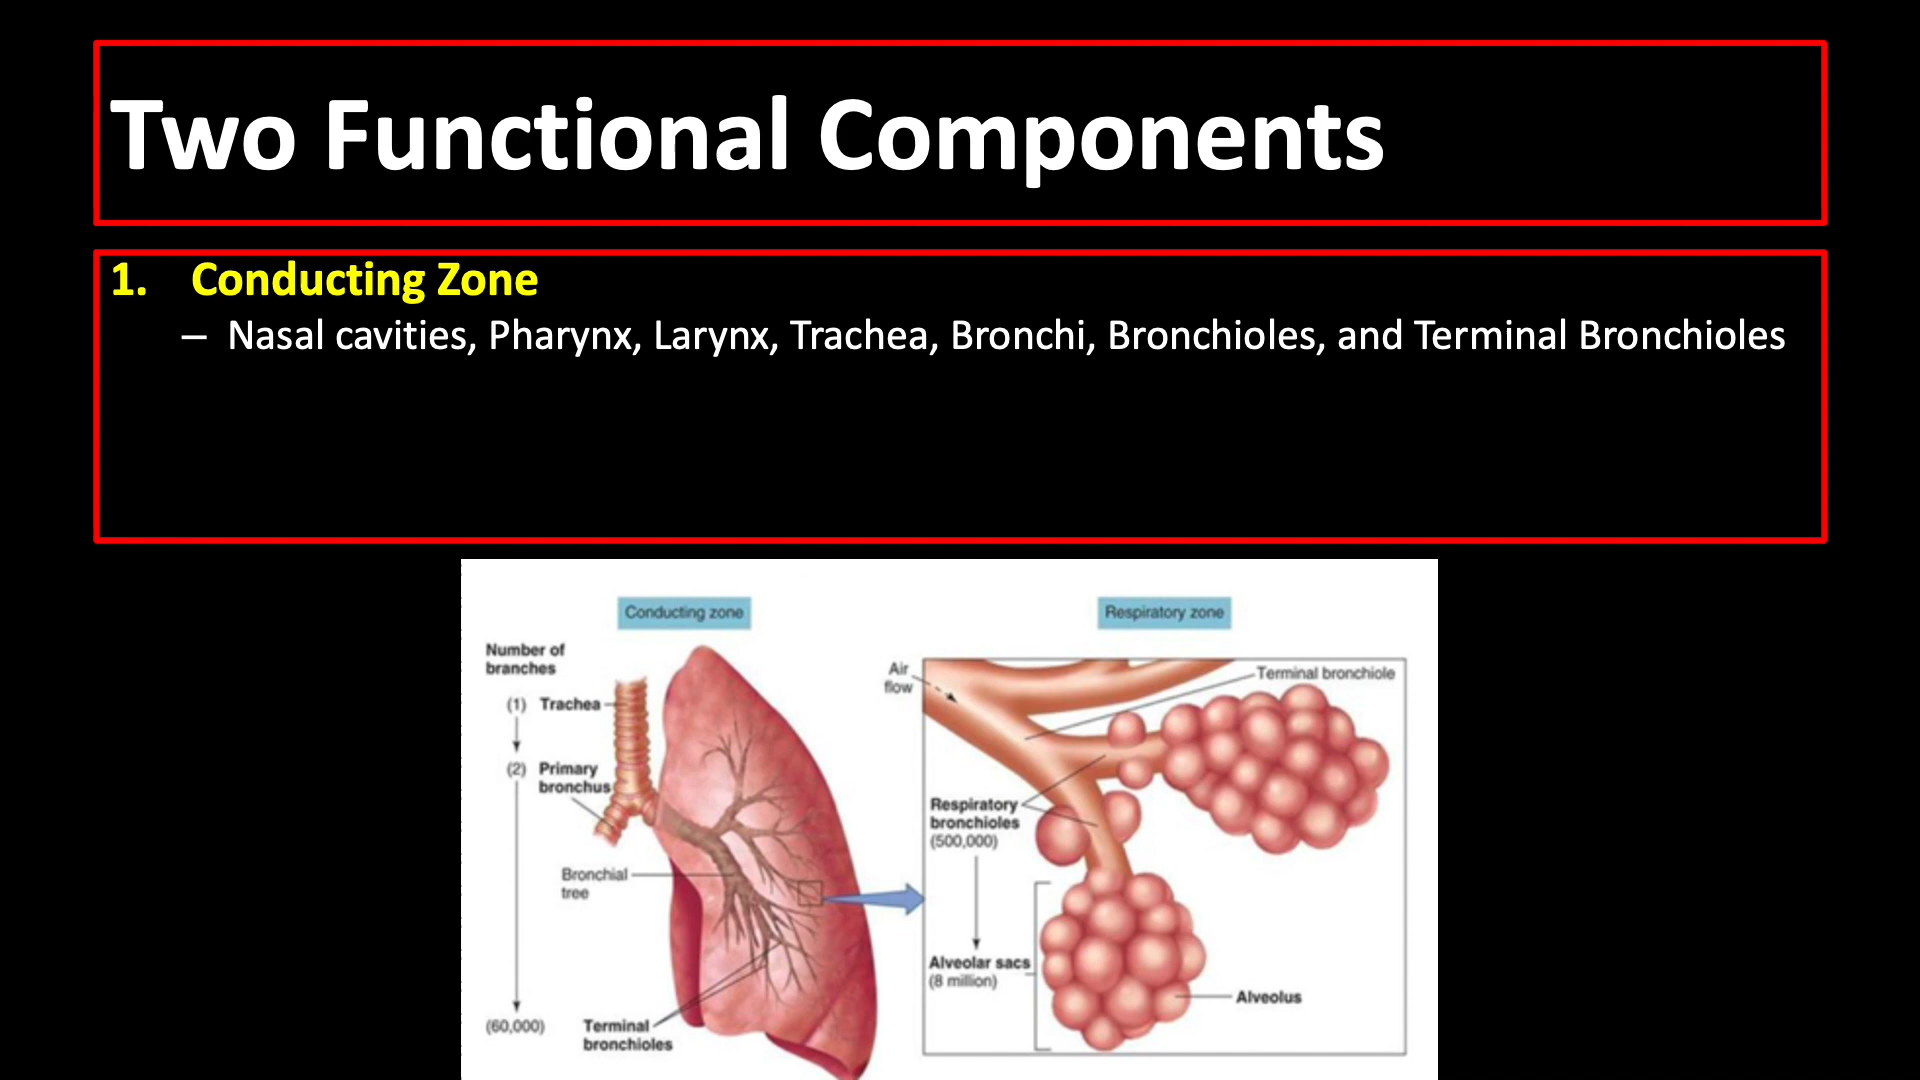 Two Functional Components
1. Conducting Zone
– Nasal cavities, Pharynx, Larynx, Trachea, Bronchi, Bronchioles, and Terminal Bronchioles
Conducting zone
Number of
branches
(1) Trachea
(2) Primary
bronchus
Bronchial
tree
(60,000)
Terminal
bronchioles
Respiratory zone
Air
flow
Terminal bronchiole
Respiratory
bronchioles
(500,000)
Alveolar sacs
(8 million)
Alveolus